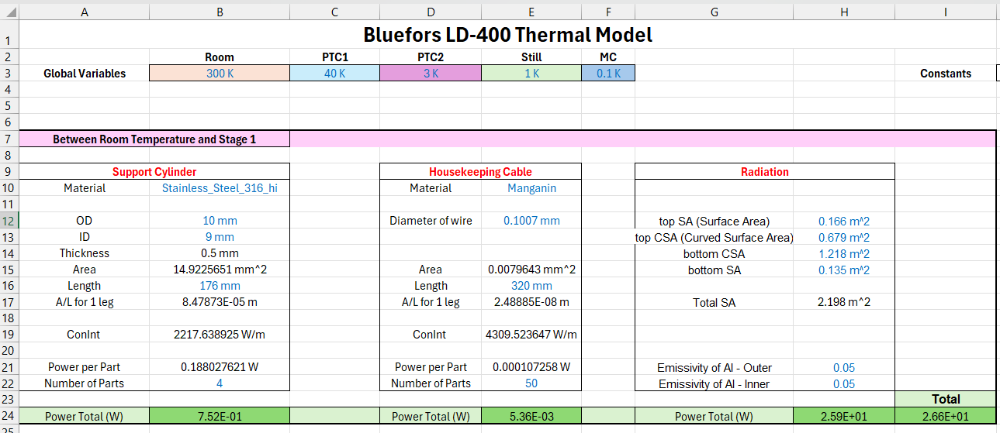 A B C D E F G H I
1 Bluefors LD-400 Thermal Model
2 Room PTC1 PTC2 Still MC
3 Global Variables 300 K 40 K 3 K 1 K 0.1 K Constants
4
5
6
7 Between Room Temperature and Stage 1
8
9 Support Cylinder Housekeeping Cable Radiation
10 Material Stainless_Steel_316_hi Material Manganin
11
12 OD 10 mm Diameter of wire 0.1007 mm top SA (Surface Area) 0.166 m^2
13 ID 9 mm top CSA (Curved Surface Area) 0.679 m^2
14 Thickness 0.5 mm bottom CSA 1.218 m^2
15 Area 14.9225651 mm^2 Area 0.0079643 mm^2 bottom SA 0.135 m^2
16 Length 176 mm Length 320 mm
17 A/L for 1 leg 8.47873E-05 m A/L for 1 leg 2.48885E-08 m Total SA 2.198 m^2
18
19 ConInt 2217.638925 W/m ConInt 4309.523647 W/m
20
21 Power per Part 0.188027621 W Power per Part 0.000107258 W Emissivity of Al - Outer 0.05
22 Number of Parts 4 Number of Parts 50 Emissivity of Al - Inner 0.05
23 Total
24 Power Total (W) 7.52E-01 Power Total (W) 5.36E-03 Power Total (W) 2.59E+01 2.66E+01
25